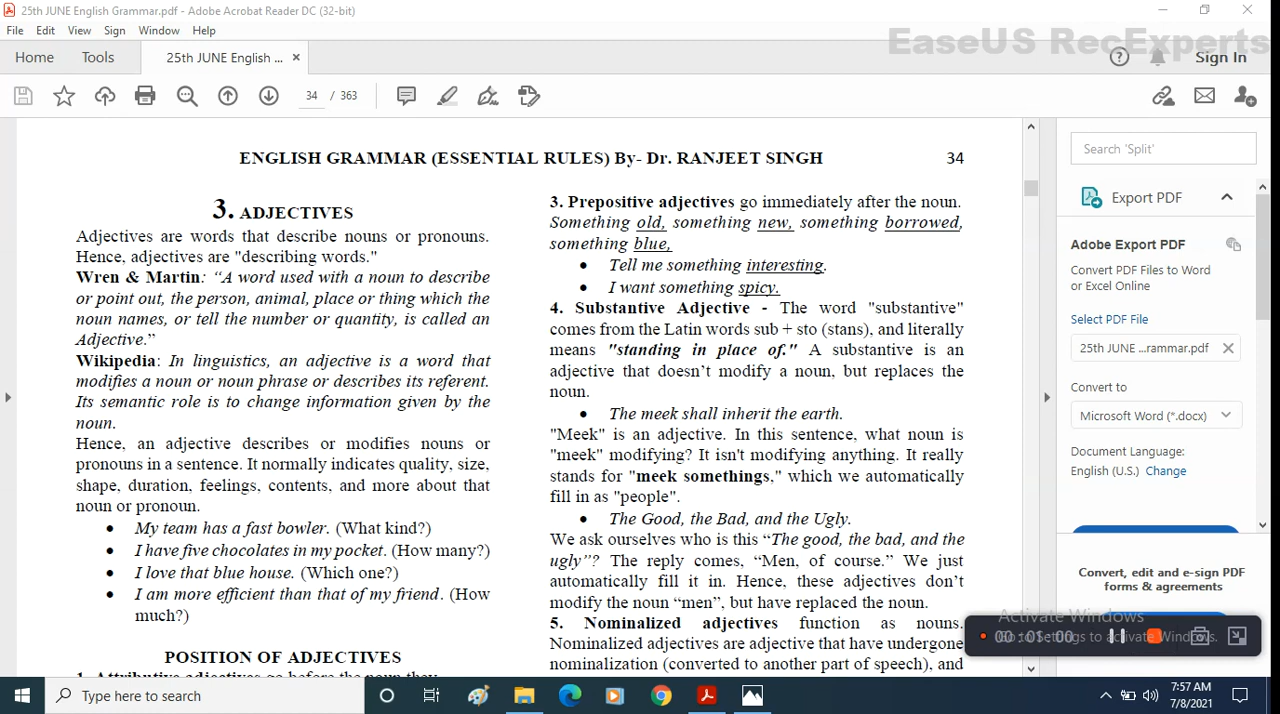 25th JUNE English Grammar.pdf - Adobe Acrobat Reader DC (32-bit)
File Edit View Sign Window Help
EaseUS RecExperts
Home Tools 25th JUNE English ... × Sign In
34 / 363
ENGLISH GRAMMAR (ESSENTIAL RULES) By- Dr. RANJEET SINGH 34
3. ADJECTIVES
Adjectives are words that describe nouns or pronouns.
Hence, adjectives are "describing words."
Wren & Martin: “A word used with a noun to describe
or point out, the person, animal, place or thing which the
noun names, or tell the number or quantity, is called an
Adjective.”
Wikipedia: In linguistics, an adjective is a word that
modifies a noun or noun phrase or describes its referent.
Its semantic role is to change information given by the
noun.
Hence, an adjective describes or modifies nouns or
pronouns in a sentence. It normally indicates quality, size,
shape, duration, feelings, contents, and more about that
noun or pronoun.
• My team has a fast bowler. (What kind?)
• I have five chocolates in my pocket. (How many?)
• I love that blue house. (Which one?)
• I am more efficient than that of my friend. (How
much?)
POSITION OF ADJECTIVES
1. Attributive adjectives go before the noun they
3. Prepositive adjectives go immediately after the noun.
Something old, something new, something borrowed,
something blue,
• Tell me something interesting.
• I want something spicy.
4. Substantive Adjective - The word "substantive"
comes from the Latin words sub + sto (stans), and literally
means "standing in place of." A substantive is an
adjective that doesn’t modify a noun, but replaces the
noun.
• The meek shall inherit the earth.
"Meek" is an adjective. In this sentence, what noun is
"meek" modifying? It isn't modifying anything. It really
stands for "meek somethings," which we automatically
fill in as "people".
• The Good, the Bad, and the Ugly.
We ask ourselves who is this “The good, the bad, and the
ugly”? The reply comes, “Men, of course.” We just
automatically fill it in. Hence, these adjectives don’t
modify the noun “men”, but have replaced the noun.
5. Nominalized adjectives function as nouns.
Nominalized adjectives are adjective that have undergone
nominalization (converted to another part of speech), and
Search 'Split'
Export PDF
Adobe Export PDF
Convert PDF Files to Word
or Excel Online
Select PDF File
25th JUNE ...rammar.pdf ×
Convert to
Microsoft Word (*.docx)
Document Language:
English (U.S.) Change
Convert, edit and e-sign PDF
forms & agreements
Activate Windows
Go to Settings to activate Windows.
00:01:00
Type here to search
7:57 AM
7/8/2021